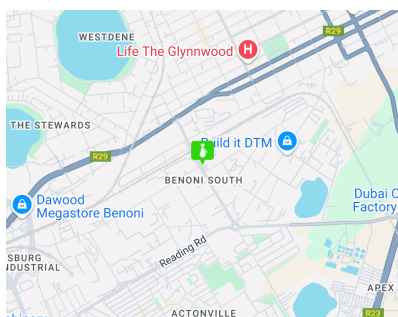 WESTDENE
Life The Glynnwood
H
R29
THE STEWARDS
Build it DTM
R29
BENONI SOUTH
Dawood
Megastore Benoni
Dubai C
Factory
Reading Rd
SBURG
NDUSTRIAL
APEX
ACTONVILLE
R23